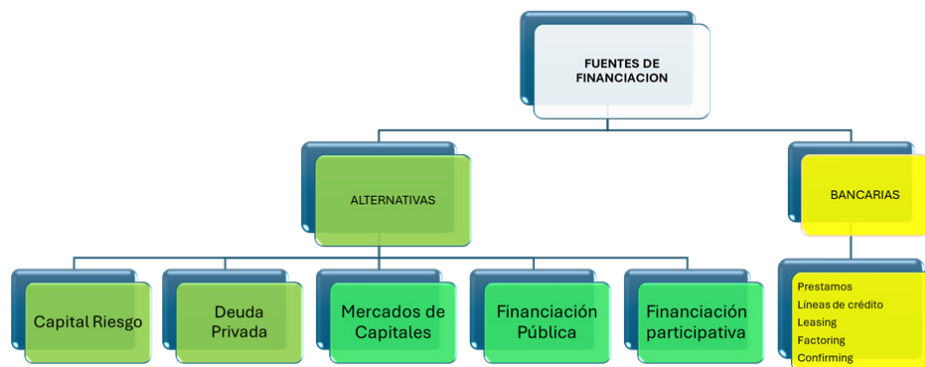 FUENTES DE
FINANCIACION
ALTERNATIVAS
BANCARIAS
Capital Riesgo
Deuda
Privada
Mercados de
Capitales
Financiación
Pública
Financiación
participativa
Prestamos
Líneas de crédito
Leasing
Factoring
Confirming